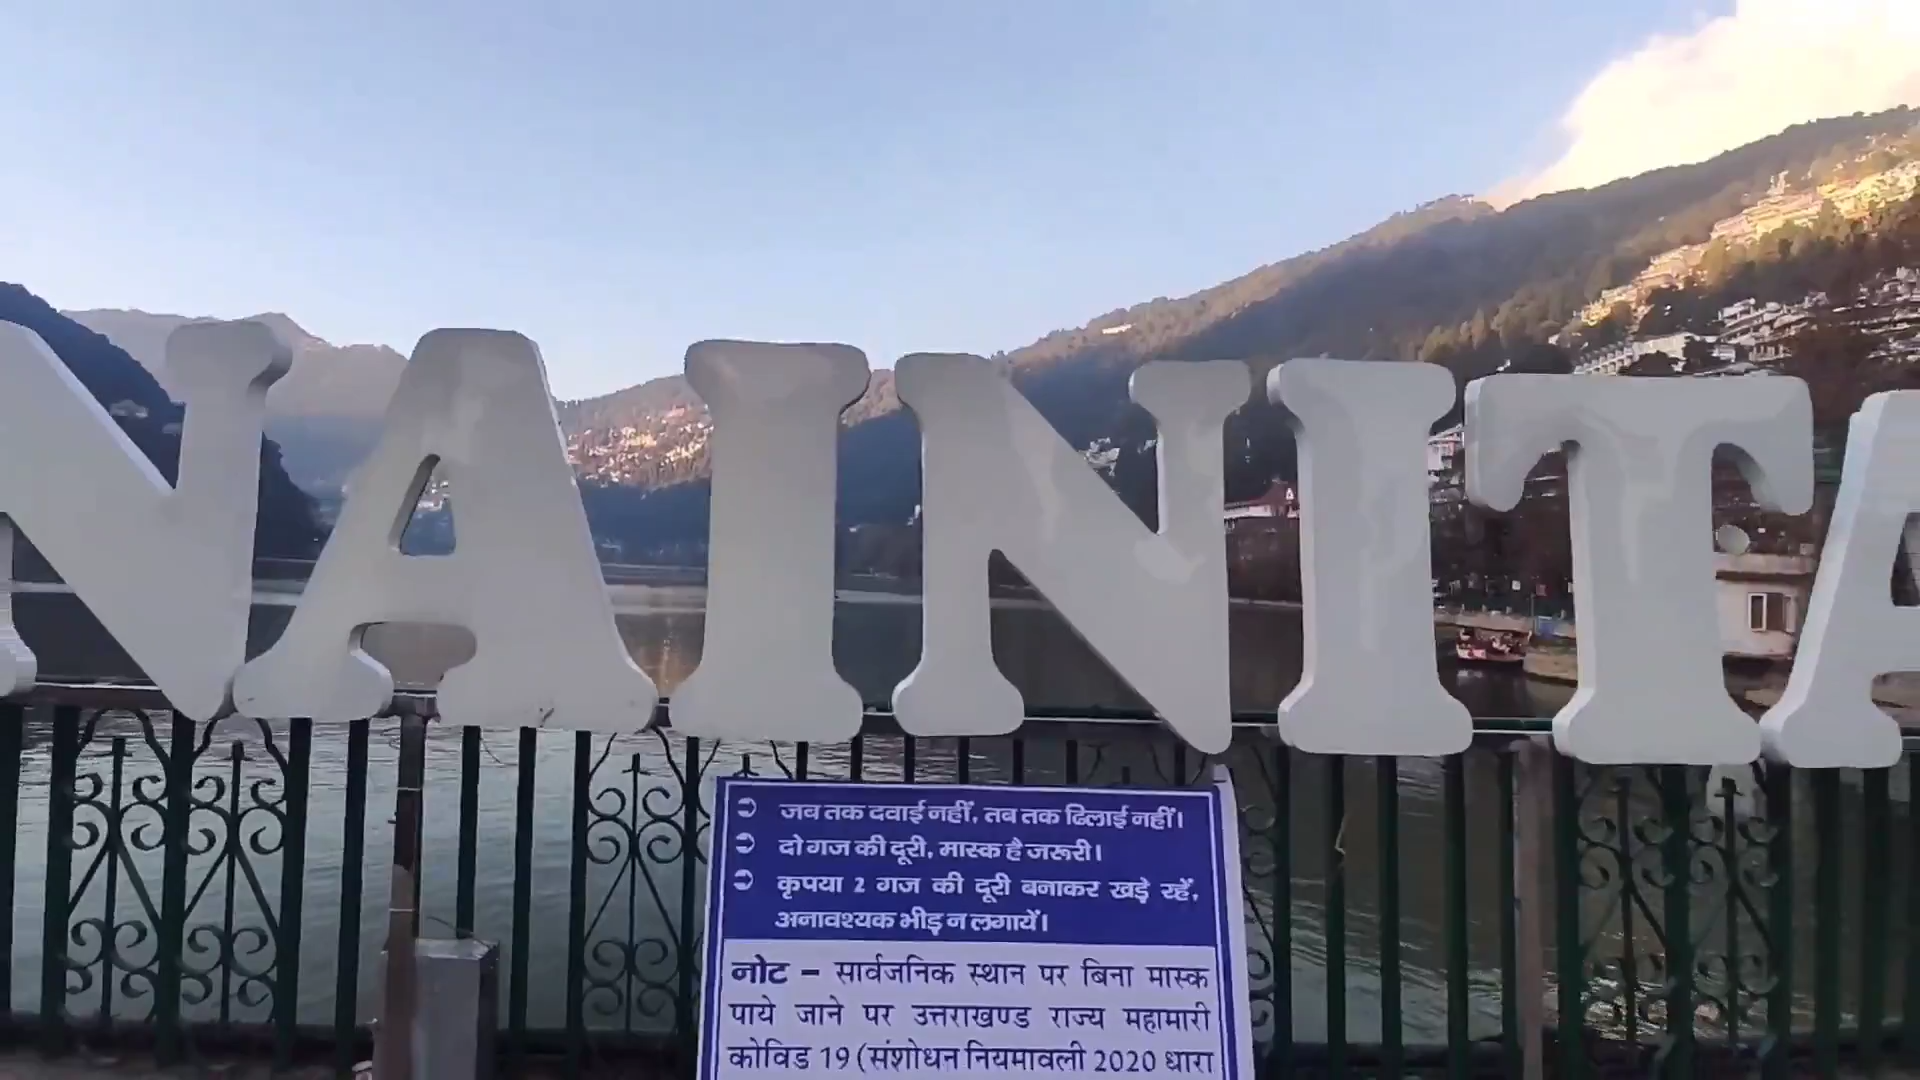 NAINITA
जब तक दवाई नहीं, तब तक ढिलाई नहीं।
दो गज की दूरी, मास्क है जरूरी।
कृपया 2 गज की दूरी बनाकर खड़े रहें,
अनावश्यक भीड़ न लगायें।
नोट – सार्वजनिक स्थान पर बिना मास्क
पाये जाने पर उत्तराखण्ड राज्य महामारी
कोविड 19 (संशोधन नियमावली 2020 धारा